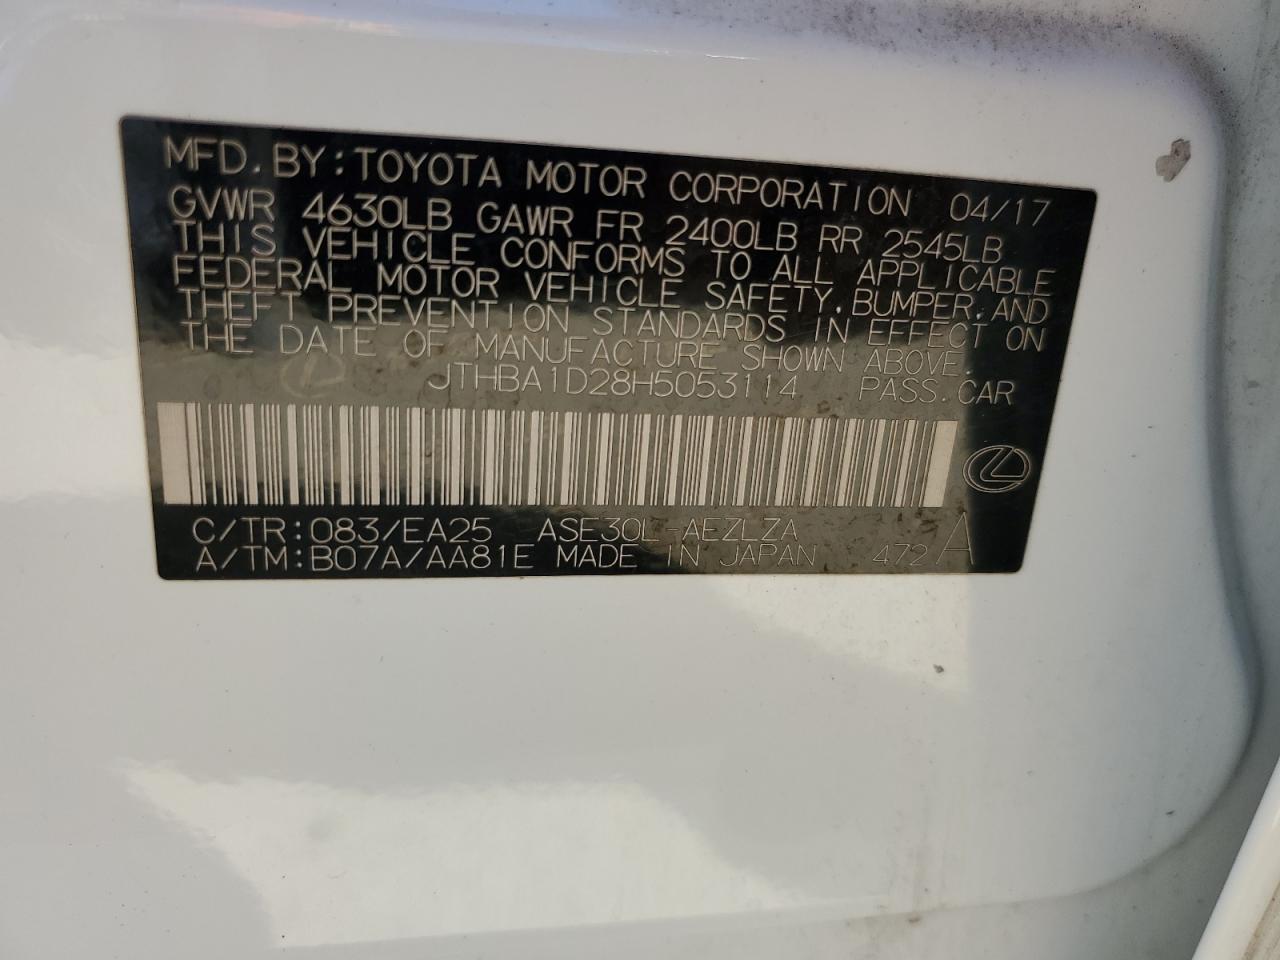 MFD. BY: TOYOTA MOTOR CORPORATION 04/17
GVWR 4630LB GAWR FR 2400LB RR 2545LB
THIS VEHICLE CONFORMS TO ALL APPLICABLE
FEDERAL MOTOR VEHICLE SAFETY, BUMPER, AND
THEFT PREVENTION STANDARDS IN EFFECT ON
THE DATE OF MANUFACTURE SHOWN ABOVE.
JTHBA1D28H5053114 PASS. CAR
C/TR: 083/EA25 ASE30L-AEZLZA
A/TM: B07A/AA81E MADE IN JAPAN 472 A